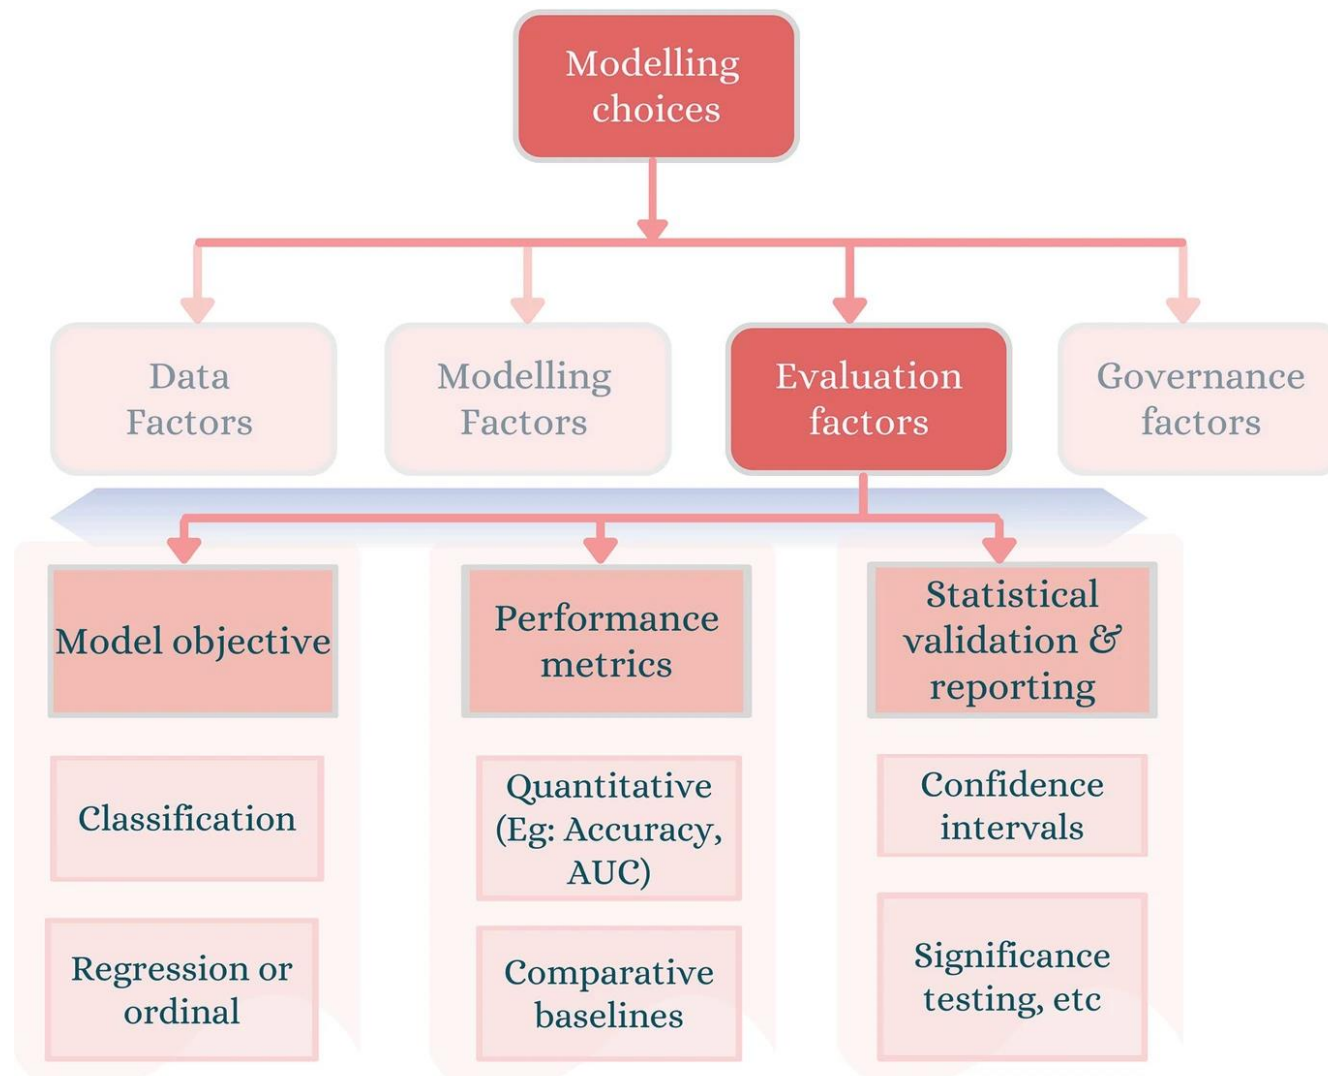 Modelling
choices
Data
Factors
Modelling
Factors
Evaluation
factors
Governance
factors
Model objective
Classification
Regression or
ordinal
Performance
metrics
Quantitative
(Eg: Accuracy,
AUC)
Comparative
baselines
Statistical
validation &
reporting
Confidence
intervals
Significance
testing, etc